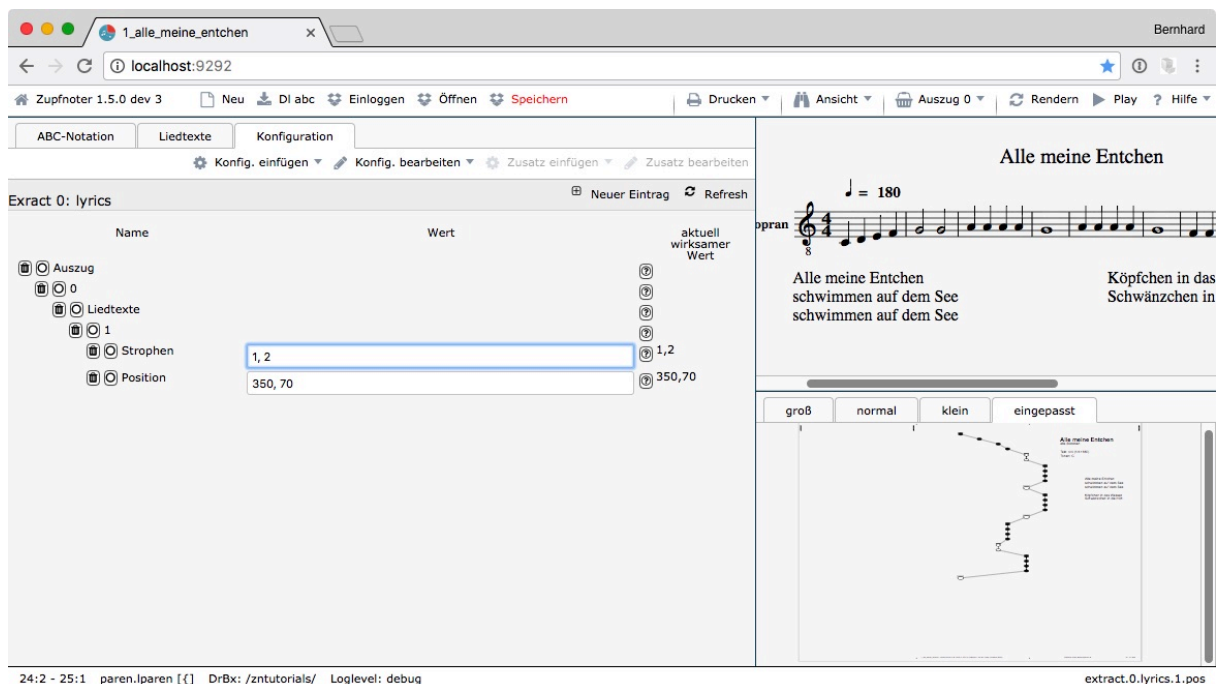 1_alle_meine_entchen ×
Bernhard
localhost:9292
Zupfnoter 1.5.0 dev 3 Neu DI abc Einloggen Öffnen Speichern Drucken Ansicht Auszug 0 Rendern Play ? Hilfe
ABC-Notation Liedtexte Konfiguration
Konfig. einfügen Konfig. bearbeiten Zusatz einfügen Zusatz bearbeiten
Exract 0: lyrics
Neuer Eintrag Refresh
Name Wert aktuell
wirksamer
Wert
Auszug
0
Liedtexte
1
Strophen 1, 2 1,2
Position 350, 70 350,70
Alle meine Entchen
= 180
opran
4
4
8
Alle meine Entchen
schwimmen auf dem See
schwimmen auf dem See
Köpfchen in das
Schwänzchen in
groß normal klein eingepasst
Alle meine Entchen
24:2 - 25:1 paren.lparen [{] DrBx: /zntutorials/ Loglevel: debug
extract.0.lyrics.1.pos